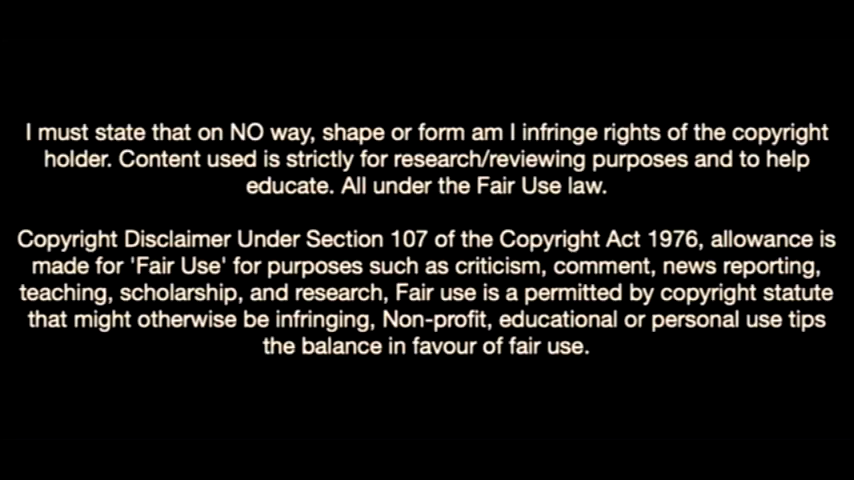 I must state that on NO way, shape or form am I infringe rights of the copyright
holder. Content used is strictly for research/reviewing purposes and to help
educate. All under the Fair Use law.
Copyright Disclaimer Under Section 107 of the Copyright Act 1976, allowance is
made for 'Fair Use' for purposes such as criticism, comment, news reporting,
teaching, scholarship, and research, Fair use is a permitted by copyright statute
that might otherwise be infringing, Non-profit, educational or personal use tips
the balance in favour of fair use.